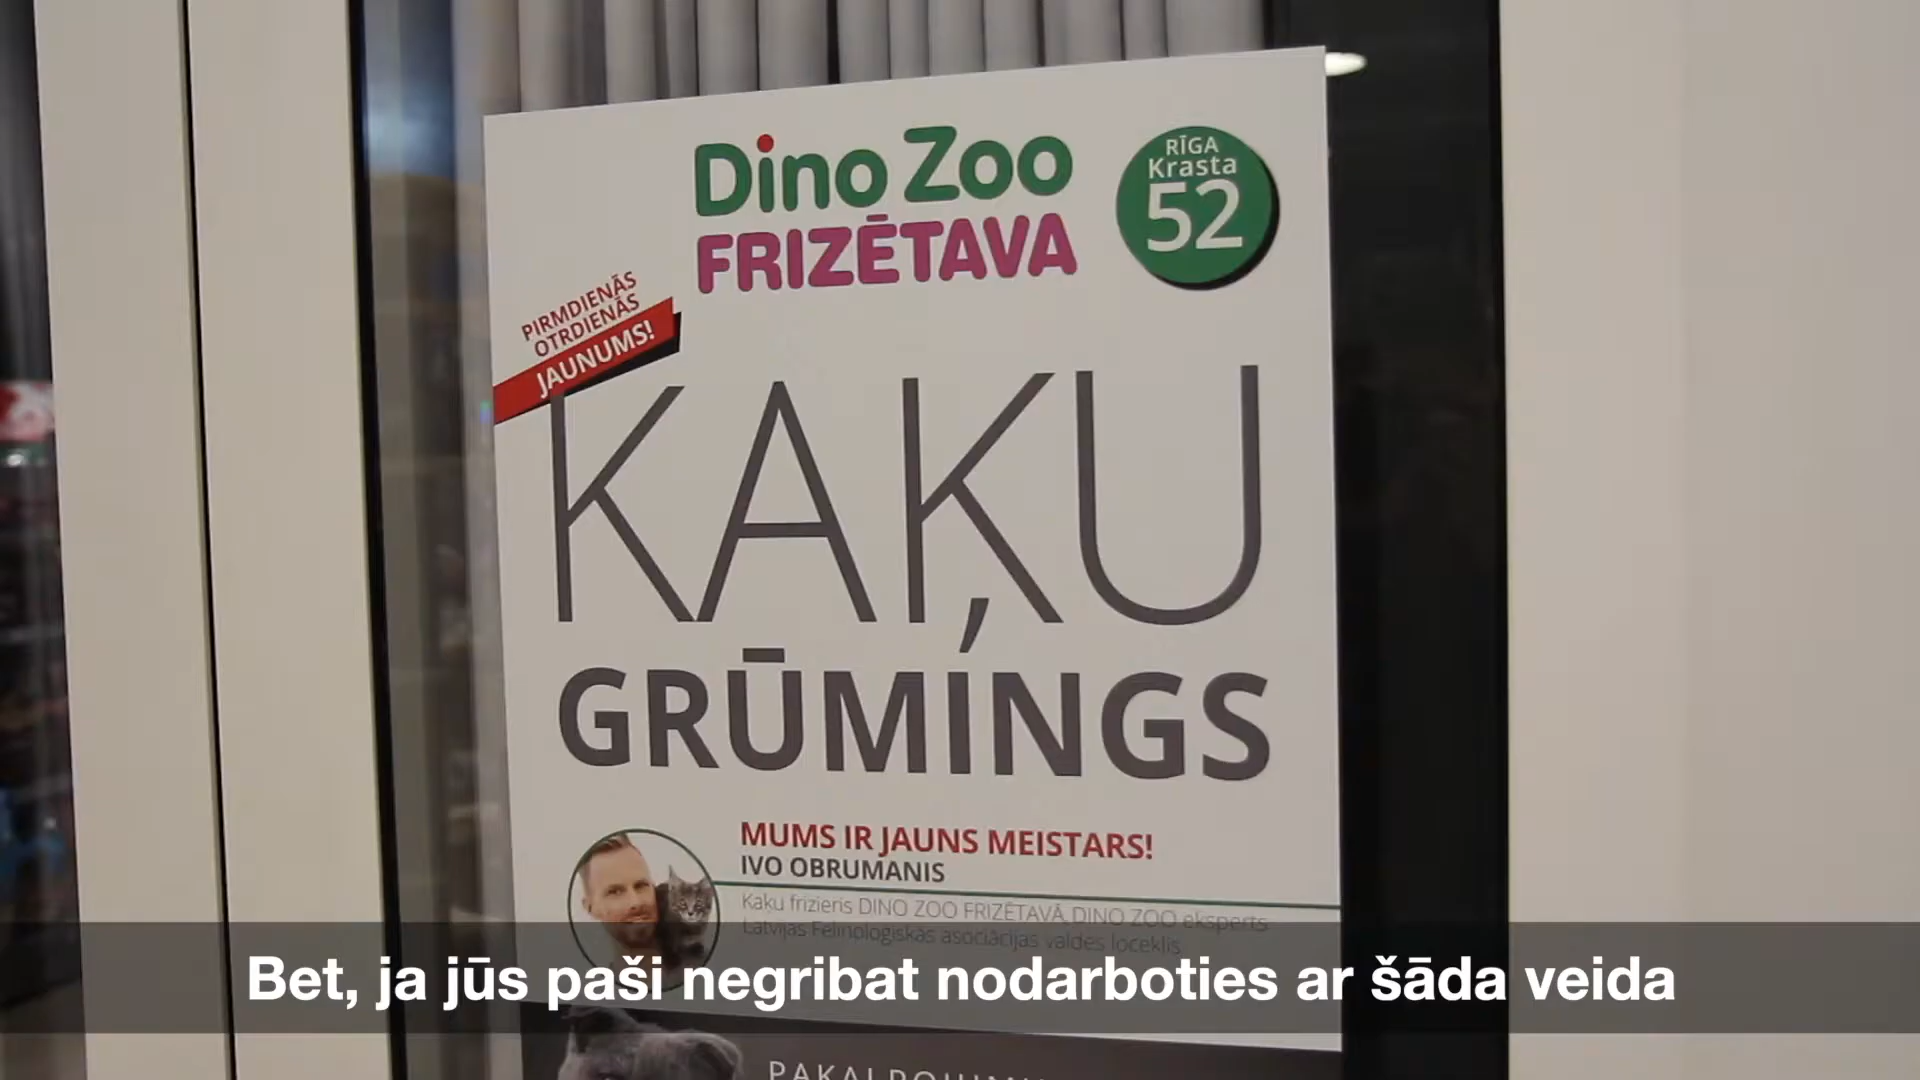 Dino Zoo
FRIZĒTAVA
RĪGA
Krasta
52
PIRMDIENĀS
OTRDIENĀS
JAUNUMS!
KAĶU
GRŪMINGS
MUMS IR JAUNS MEISTARS!
IVO OBRUMANIS
Kaķu frizieris DINO ZOO FRIZĒTAVĀ, DINO ZOO eksperts
Latvijas Felinoloģiskās asociācijas valdes loceklis
Bet, ja jūs paši negribat nodarboties ar šāda veida